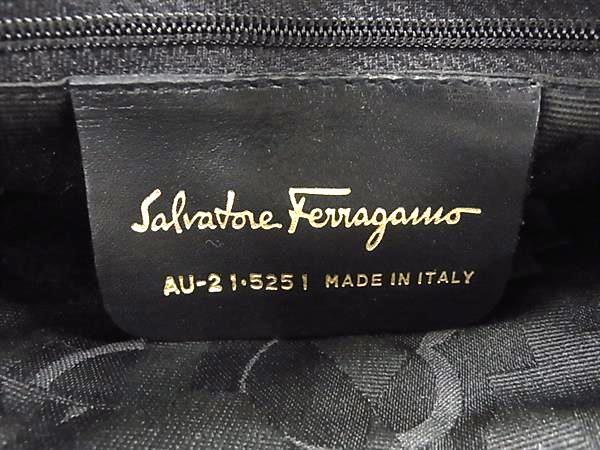 Salvatore Ferragamo
AU-21·5251 MADE IN ITALY